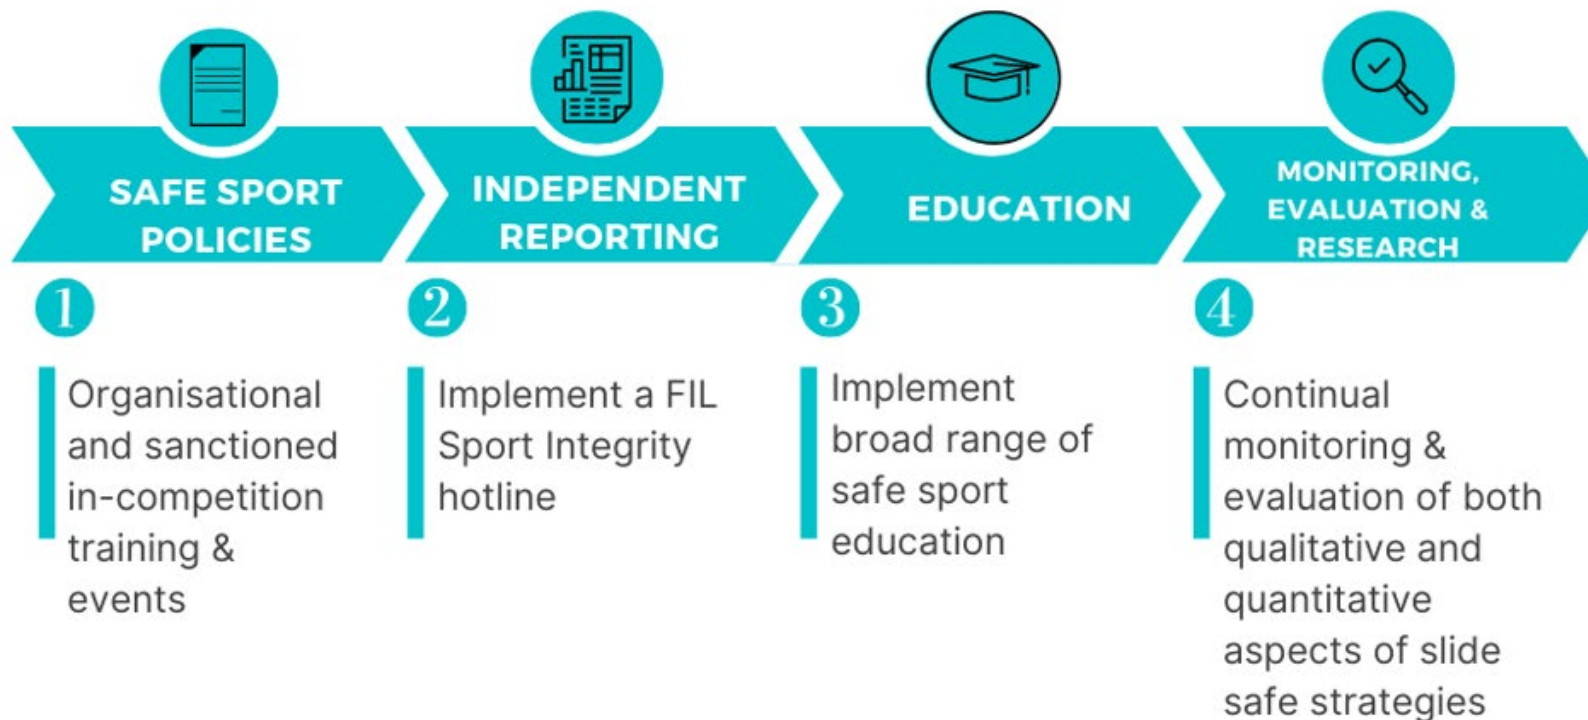 SAFE SPORT
POLICIES
INDEPENDENT
REPORTING
EDUCATION
MONITORING,
EVALUATION &
RESEARCH
1
Organisational
and sanctioned
in-competition
training &
events
2
Implement a FIL
Sport Integrity
hotline
3
Implement
broad range of
safe sport
education
4
Continual
monitoring &
evaluation of both
qualitative and
quantitative
aspects of slide
safe strategies